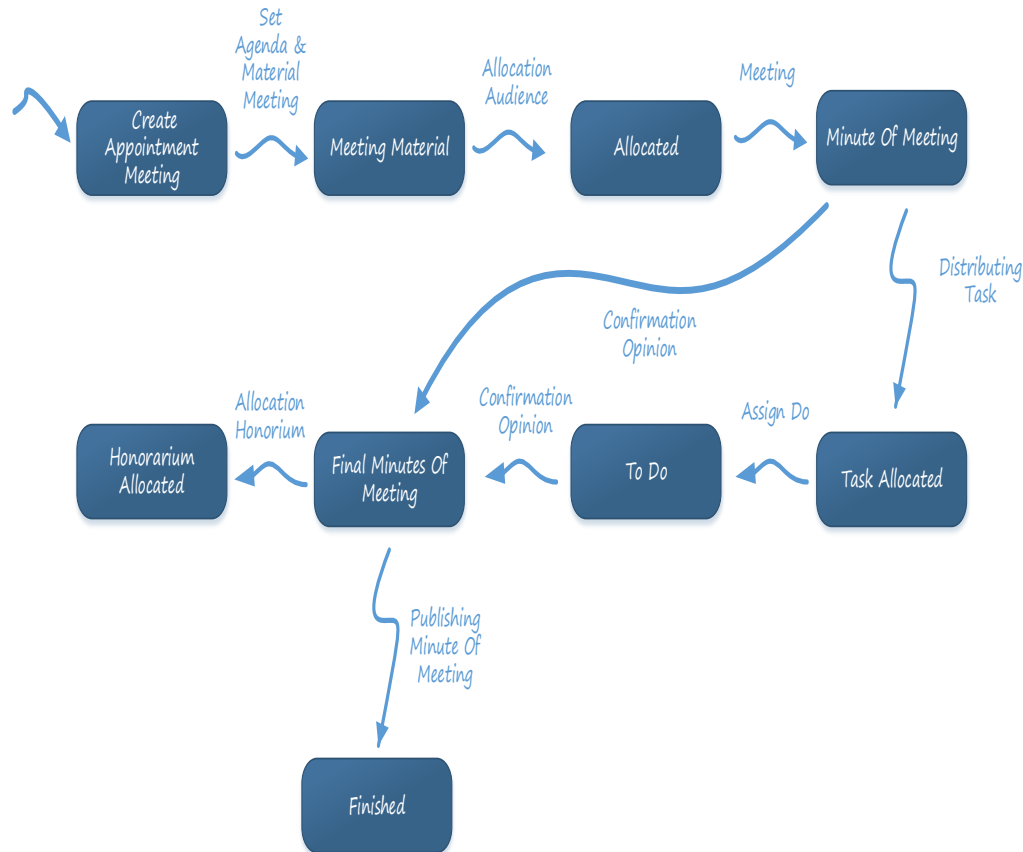 Set
Agenda &
Material
Meeting
Allocation
Audience
Meeting
Create
Appointment
Meeting
Meeting Material
Allocated
Minute Of Meeting
Distributing
Task
Confirmation
Opinion
Allocation
Honorium
Confirmation
Opinion
Assign Do
Honorarium
Allocated
Final Minutes Of
Meeting
To Do
Task Allocated
Publishing
Minute Of
Meeting
Finished